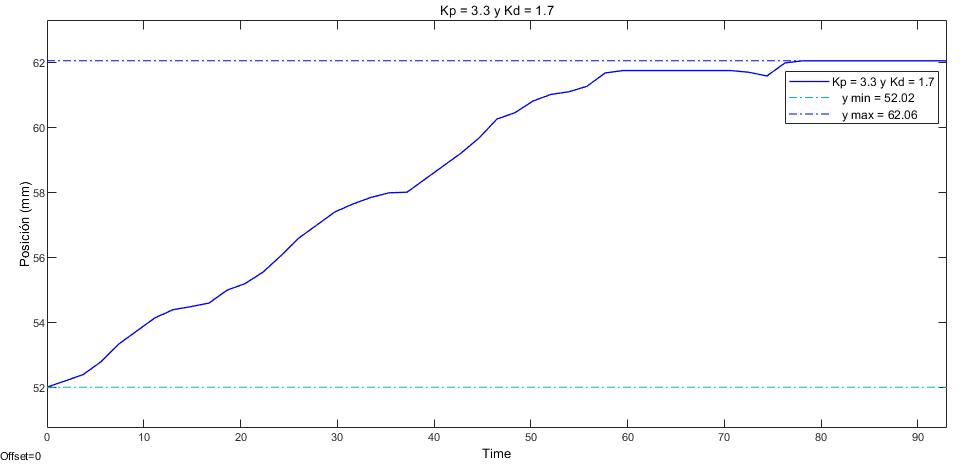 Kp = 3.3 y Kd = 1.7
62
60
58
56
54
52
Posición (mm)
Kp = 3.3 y Kd = 1.7
y min = 52.02
y max = 62.06
0 10 20 30 40 50 60 70 80 90
Time
Offset=0